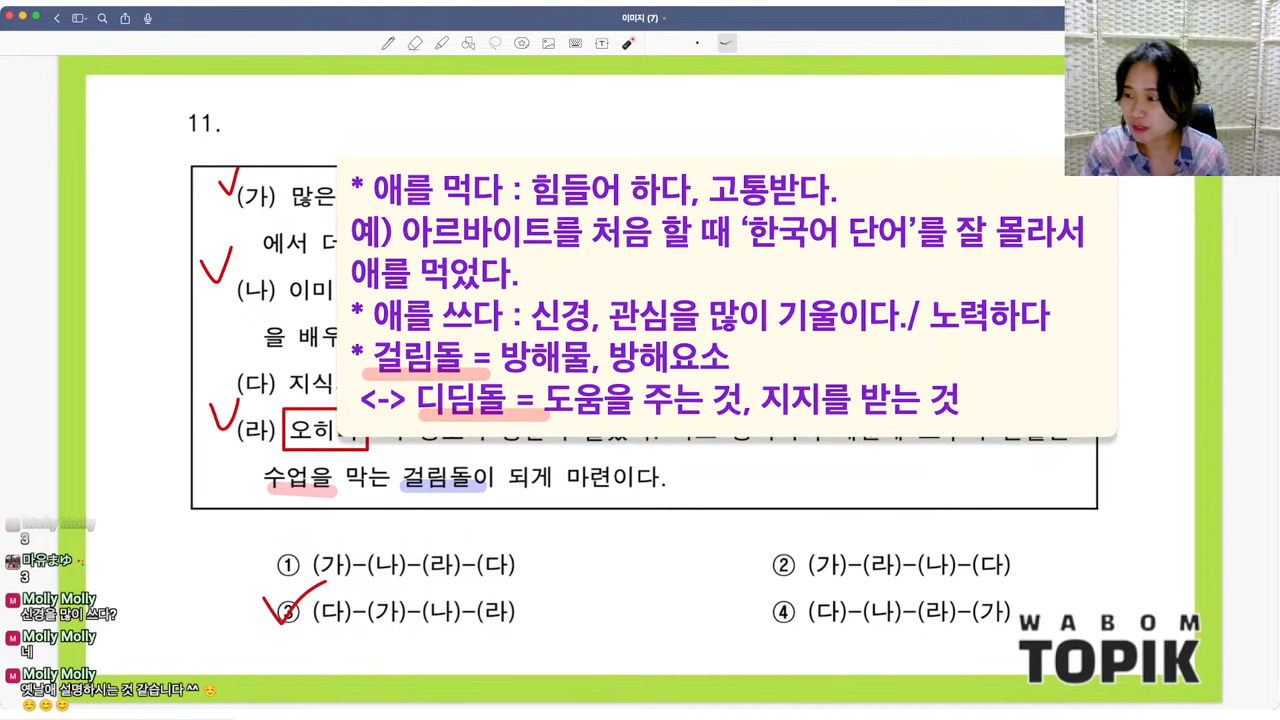 이미지 (7)
11.
* 애를 먹다 : 힘들어 하다, 고통받다.
예) 아르바이트를 처음 할 때 ‘한국어 단어’를 잘 몰라서
애를 먹었다.
* 애를 쓰다 : 신경, 관심을 많이 기울이다./ 노력하다
* 걸림돌 = 방해물, 방해요소
<-> 디딤돌 = 도움을 주는 것, 지지를 받는 것
(가) 많은
에서 더
(나) 이미
을 배우
(다) 지식
(라) 오히
수업을 막는 걸림돌이 되게 마련이다.
① (가)-(나)-(라)-(다)
② (가)-(라)-(나)-(다)
③ (다)-(가)-(나)-(라)
④ (다)-(나)-(라)-(가)
WABOM
TOPIK
Molly Molly
3
마유まゆ
3
Molly Molly
신경을 많이 쓰다?
Molly Molly
네
Molly Molly
옛날에 설명하시는 것 같습니다 ^^ ☺️
😊😊😊